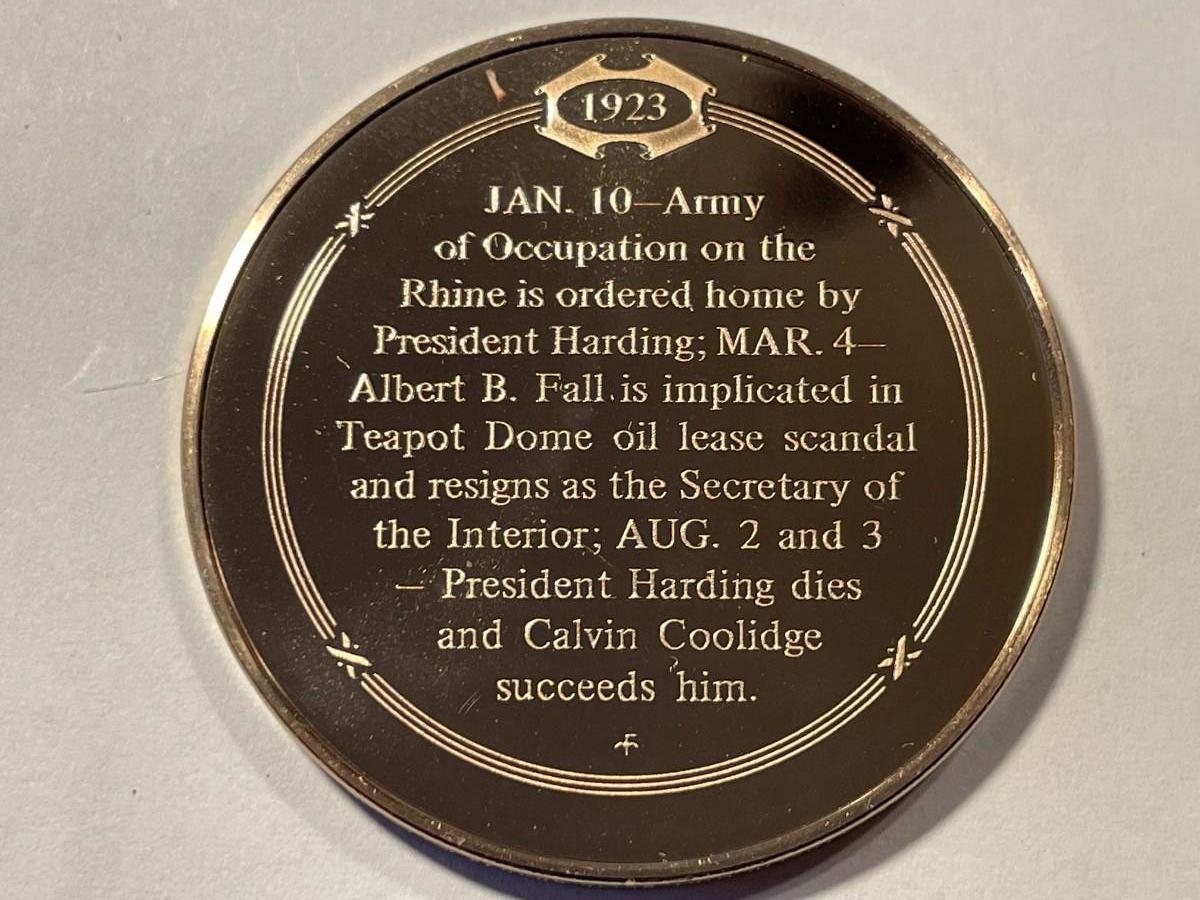 1923
JAN. 10—Army
of Occupation on the
Rhine is ordered home by
President Harding; MAR. 4—
Albert B. Fall is implicated in
Teapot Dome oil lease scandal
and resigns as the Secretary of
the Interior; AUG. 2 and 3
— President Harding dies
and Calvin Coolidge
succeeds him.